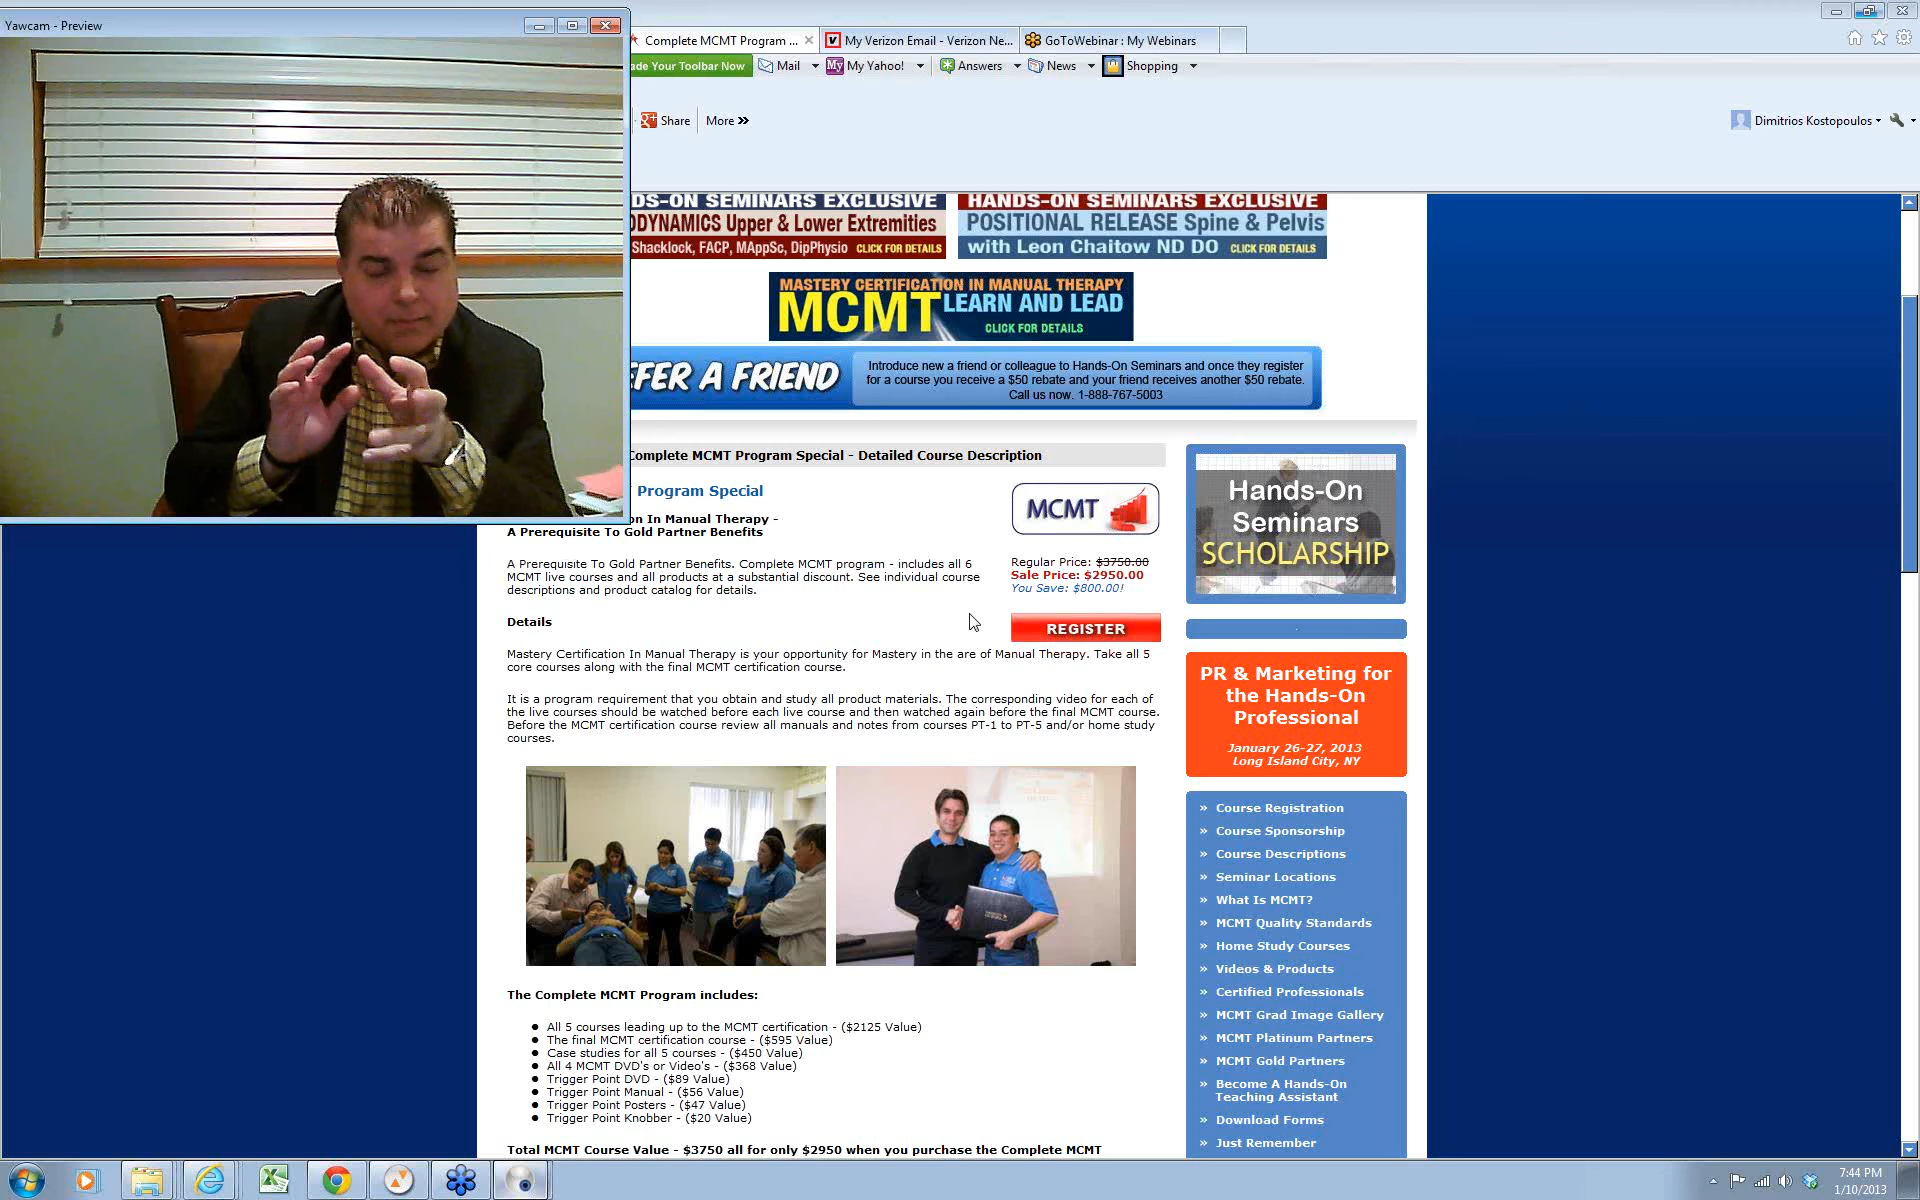 Yawcam - Preview
Complete MCMT Program ...
My Verizon Email - Verizon Ne...
GoToWebinar : My Webinars
ade Your Toolbar Now
Mail
My Yahoo!
Answers
News
Shopping
Share
More »
Dimitrios Kostopoulos
DS-ON SEMINARS EXCLUSIVE
ODYNAMICS Upper & Lower Extremities
Shacklock, FACP, MAppSc, DipPhysio CLICK FOR DETAILS
HANDS-ON SEMINARS EXCLUSIVE
POSITIONAL RELEASE Spine & Pelvis
with Leon Chaitow ND DO CLICK FOR DETAILS
MASTERY CERTIFICATION IN MANUAL THERAPY
MCMT LEARN AND LEAD
CLICK FOR DETAILS
FER A FRIEND
Introduce new a friend or colleague to Hands-On Seminars and once they register
for a course you receive a $50 rebate and your friend receives another $50 rebate.
Call us now. 1-888-767-5003
Complete MCMT Program Special - Detailed Course Description
Program Special
on In Manual Therapy -
A Prerequisite To Gold Partner Benefits
A Prerequisite To Gold Partner Benefits. Complete MCMT program - includes all 6
MCMT live courses and all products at a substantial discount. See individual course
descriptions and product catalog for details.
MCMT
Regular Price: $3750.00
Sale Price: $2950.00
You Save: $800.00!
REGISTER
Details
Mastery Certification In Manual Therapy is your opportunity for Mastery in the are of Manual Therapy. Take all 5
core courses along with the final MCMT certification course.
It is a program requirement that you obtain and study all product materials. The corresponding video for each of
the live courses should be watched before each live course and then watched again before the final MCMT course.
Before the MCMT certification course review all manuals and notes from courses PT-1 to PT-5 and/or home study
courses.
The Complete MCMT Program includes:
All 5 courses leading up to the MCMT certification - ($2125 Value)
The final MCMT certification course - ($595 Value)
Case studies for all 5 courses - ($450 Value)
All 4 MCMT DVD's or Video's - ($368 Value)
Trigger Point DVD - ($89 Value)
Trigger Point Manual - ($56 Value)
Trigger Point Posters - ($47 Value)
Trigger Point Knobber - ($20 Value)
Total MCMT Course Value - $3750 all for only $2950 when you purchase the Complete MCMT
Hands-On
Seminars
SCHOLARSHIP
PR & Marketing for
the Hands-On
Professional
January 26-27, 2013
Long Island City, NY
» Course Registration
» Course Sponsorship
» Course Descriptions
» Seminar Locations
» What Is MCMT?
» MCMT Quality Standards
» Home Study Courses
» Videos & Products
» Certified Professionals
» MCMT Grad Image Gallery
» MCMT Platinum Partners
» MCMT Gold Partners
» Become A Hands-On
Teaching Assistant
» Download Forms
» Just Remember
7:44 PM
1/10/2013